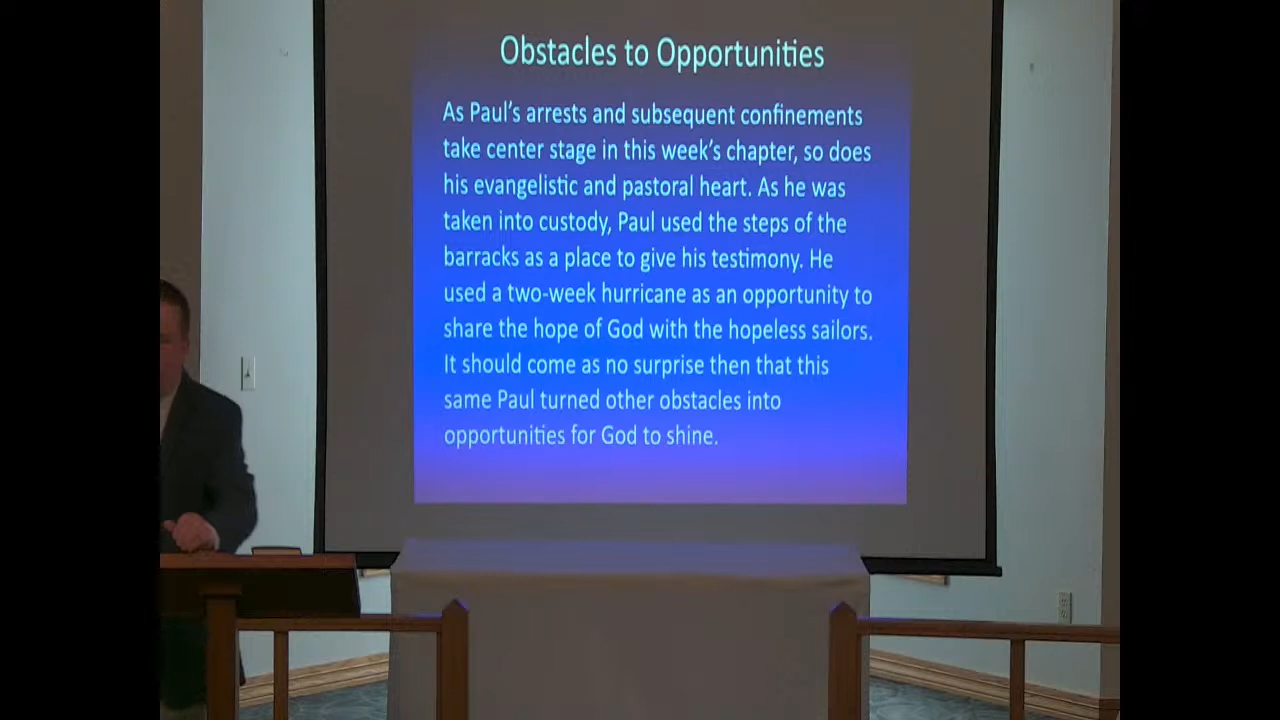 Obstacles to Opportunities
As Paul's arrests and subsequent confinements
take center stage in this week's chapter, so does
his evangelistic and pastoral heart. As he was
taken into custody, Paul used the steps of the
barracks as a place to give his testimony. He
used a two-week hurricane as an opportunity to
share the hope of God with the hopeless sailors.
It should come as no surprise then that this
same Paul turned other obstacles into
opportunities for God to shine.